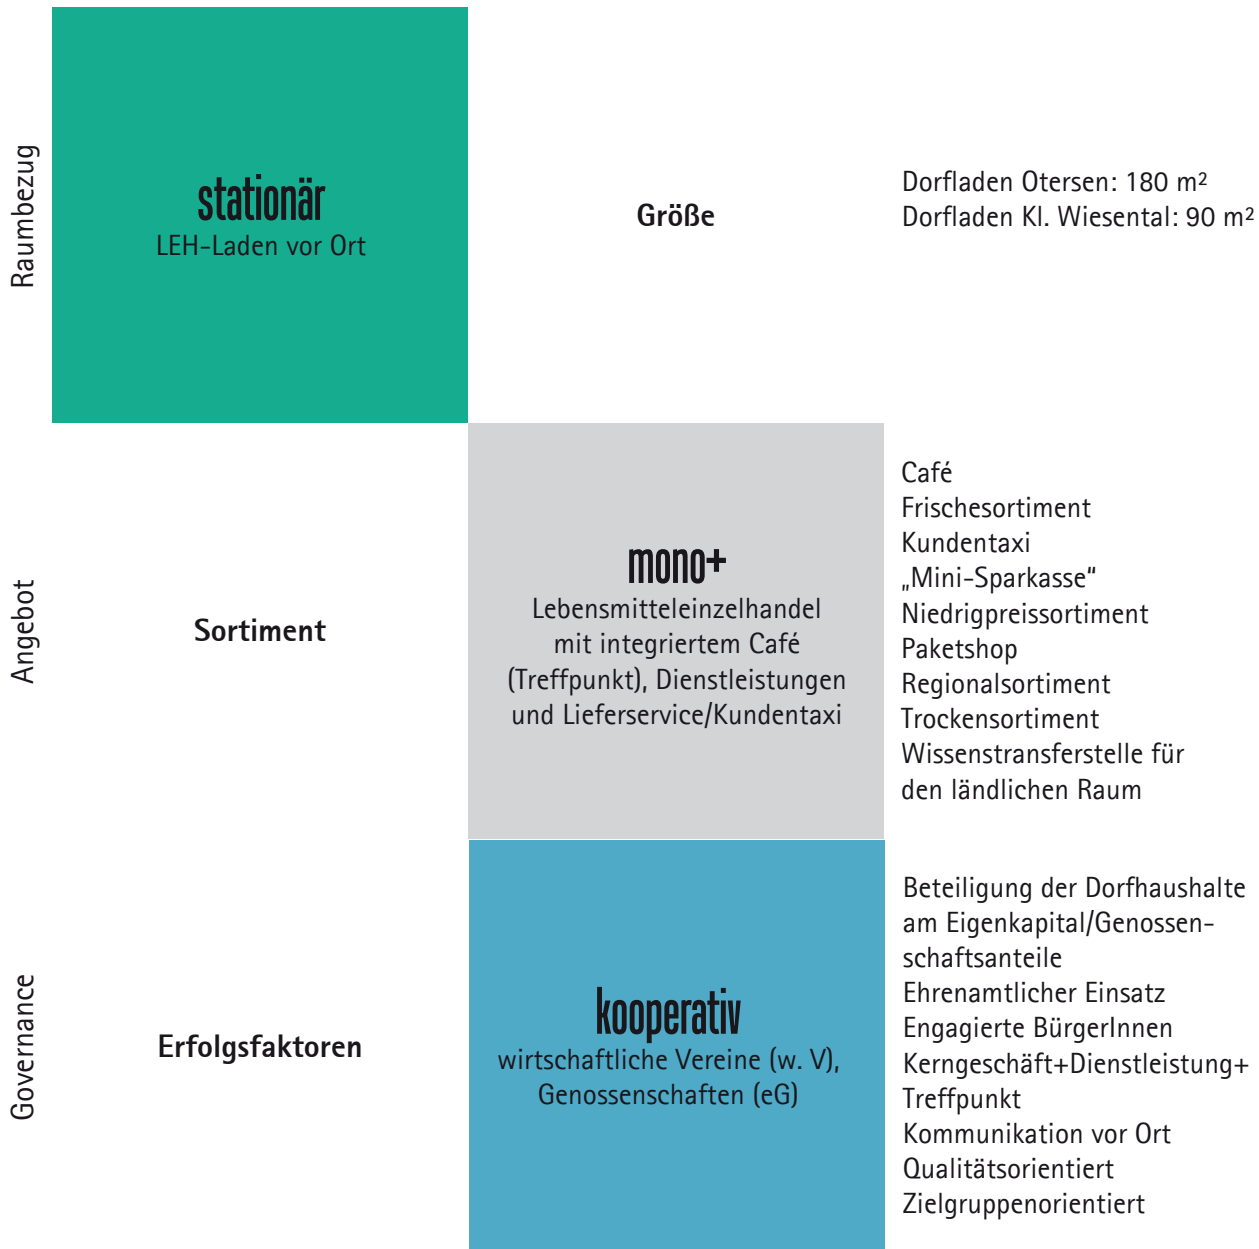 Raumbezug
stationär
LEH-Laden vor Ort
Größe
Dorfladen Otersen: 180 m²
Dorfladen Kl. Wiesental: 90 m²
Angebot
Sortiment
mono+
Lebensmitteleinzelhandel
mit integriertem Café
(Treffpunkt), Dienstleistungen
und Lieferservice/Kundentaxi
Café
Frischesortiment
Kundentaxi
„Mini-Sparkasse“
Niedrigpreissortiment
Paketshop
Regionalsortiment
Trockensortiment
Wissenstransferstelle für
den ländlichen Raum
Governance
Erfolgsfaktoren
kooperativ
wirtschaftliche Vereine (w. V),
Genossenschaften (eG)
Beteiligung der Dorfhaushalte
am Eigenkapital/Genossen-
schaftsanteile
Ehrenamtlicher Einsatz
Engagierte BürgerInnen
Kerngeschäft+Dienstleistung+
Treffpunkt
Kommunikation vor Ort
Qualitätsorientiert
Zielgruppenorientiert